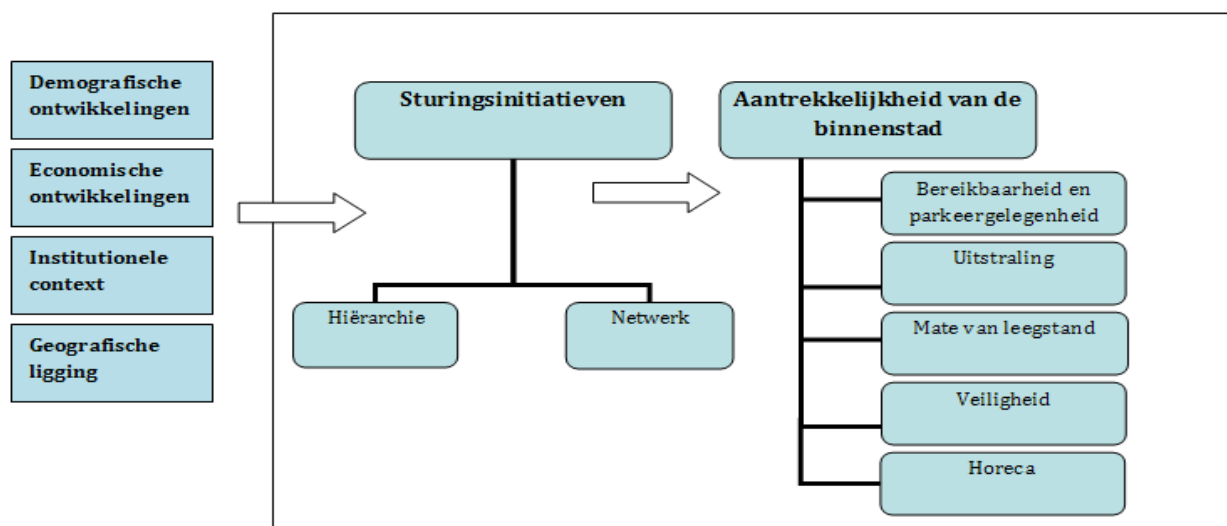 Demografische
ontwikkelingen
Economische
ontwikkelingen
Institutionele
context
Geografische
ligging
Sturingsinitiatieven
Hiërarchie
Netwerk
Aantrekkelijkheid van de
binnenstad
Bereikbaarheid en
parkeergelegenheid
Uitstraling
Mate van leegstand
Veiligheid
Horeca